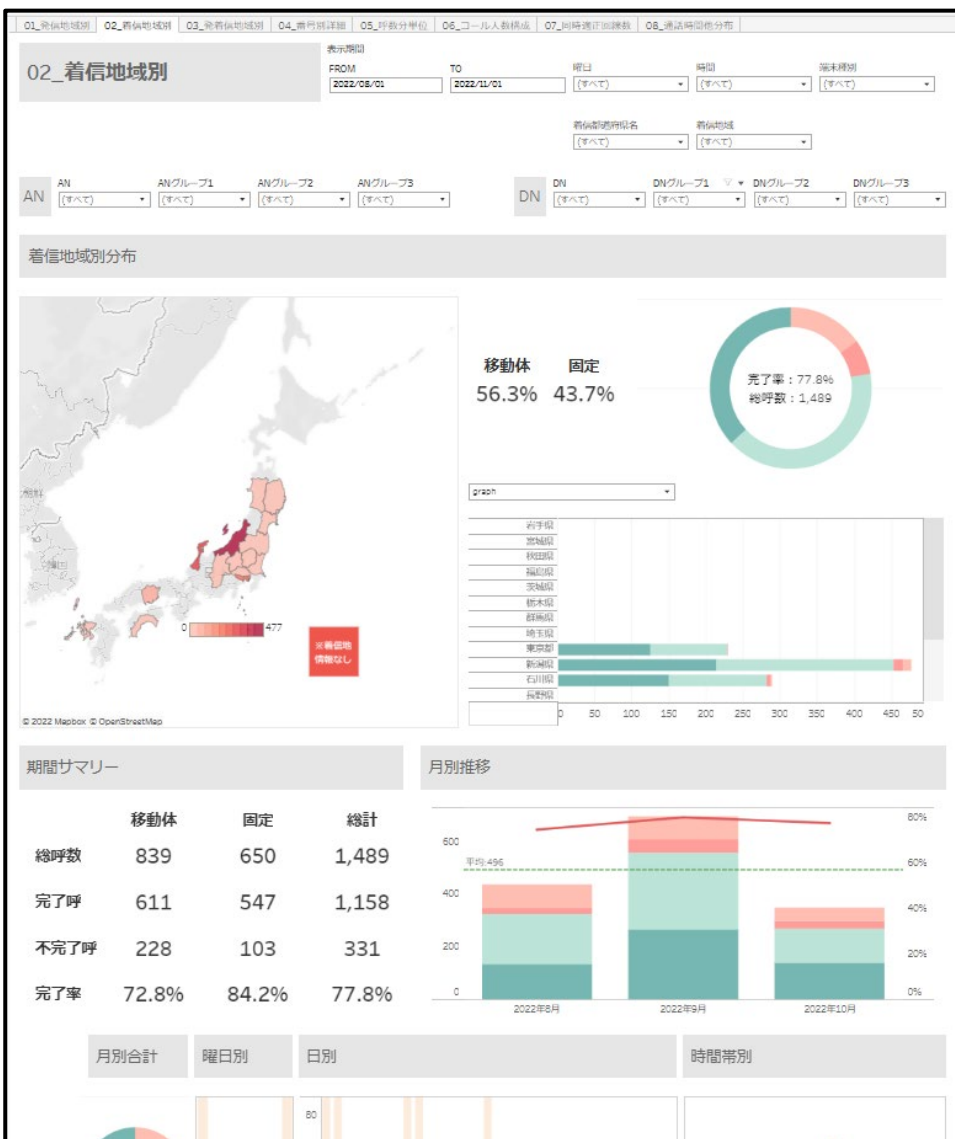 01_発信地域別 02_着信地域別 03_発着信地域別 04_番号別詳細 05_呼数分単位 06_コール人数構成 07_同時適正回線数 08_通話時間他分布
02_着信地域別
表示期間
FROM TO 曜日 時間 端末種別
2022/08/01 2022/11/01 (すべて) (すべて) (すべて)
着信都道府県名 着信地域
(すべて) (すべて)
AN AN ANグループ1 ANグループ2 ANグループ3 DN DN DNグループ1 DNグループ2 DNグループ3
(すべて) (すべて) (すべて) (すべて) (すべて) (すべて) (すべて) (すべて)
着信地域別分布
移動体 固定
56.3% 43.7%
完了率：77.8%
総呼数：1,489
graph
岩手県
宮城県
秋田県
福島県
茨城県
栃木県
群馬県
埼玉県
東京都
新潟県
石川県
長野県
0 50 100 150 200 250 300 350 400 450 50
0 477
※着信地
情報なし
© 2022 Mapbox © OpenStreetMap
期間サマリー
移動体 固定 総計
総呼数 839 650 1,489
完了呼 611 547 1,158
不完了呼 228 103 331
完了率 72.8% 84.2% 77.8%
月別推移
80%
600
平均:496
60%
400
40%
200
20%
0
0%
2022年8月 2022年9月 2022年10月
月別合計 曜日別 日別 時間帯別
80